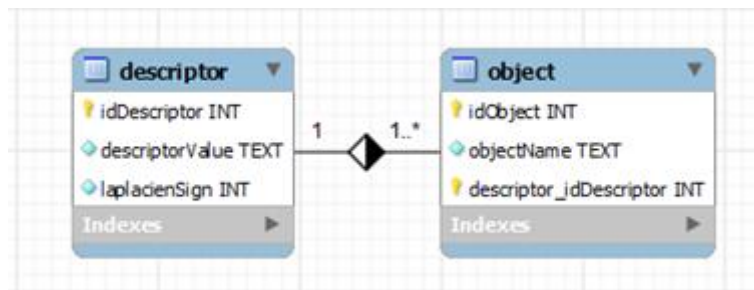 descriptor
idDescriptor INT
descriptorValue TEXT
laplacienSign INT
Indexes
1
1..*
object
idObject INT
objectName TEXT
descriptor_idDescriptor INT
Indexes